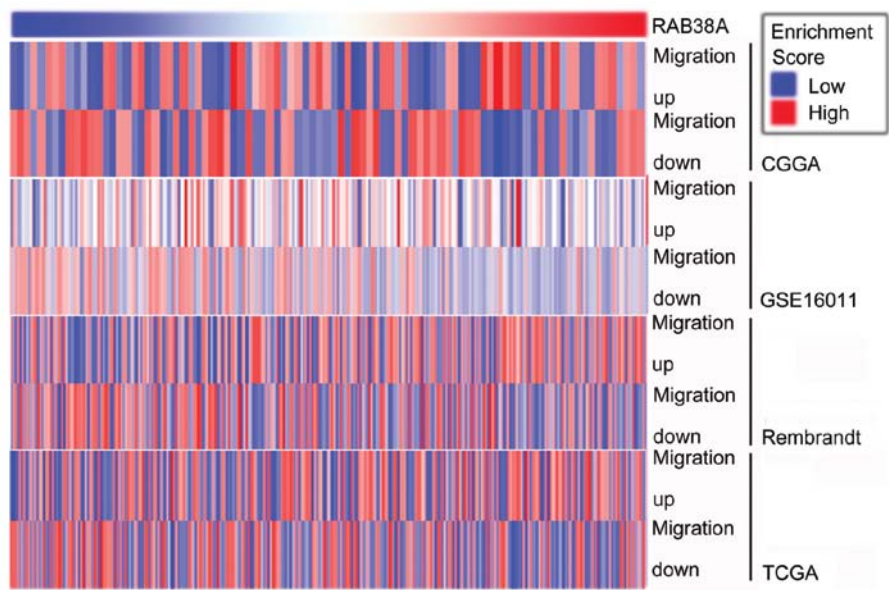 RAB38A
Enrichment
Score
Low
High
Migration
up
Migration
down
CGGA
Migration
up
Migration
down
GSE16011
Migration
up
Migration
down
Rembrandt
Migration
up
Migration
down
TCGA